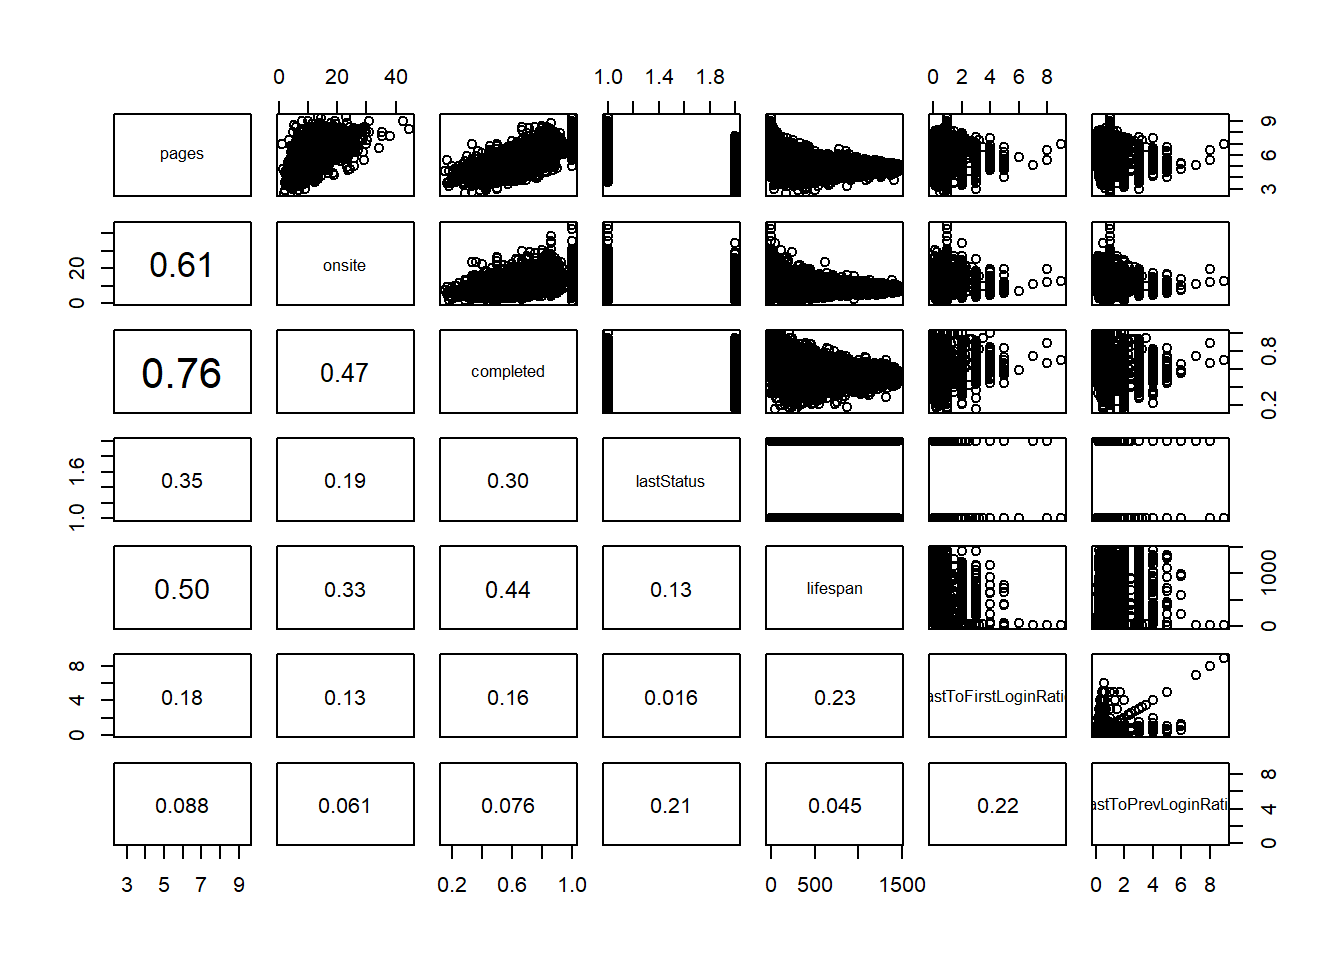 0 20 40 1.0 1.4 1.8 0 2 4 6 8
pages 3 6 9
0 20 0.61 onsite
0.76 0.47 completed 0.2 0.8
1.0 1.6 0.35 0.19 0.30 lastStatus
0.50 0.33 0.44 0.13 lifespan 0 1000
0 4 8 0.18 0.13 0.16 0.016 0.23 astToFirstLoginRati
0.088 0.061 0.076 0.21 0.045 0.22 astToPrevLoginRati 0 4 8
3 5 7 9 0.2 0.6 1.0 0 500 1500 0 2 4 6 8